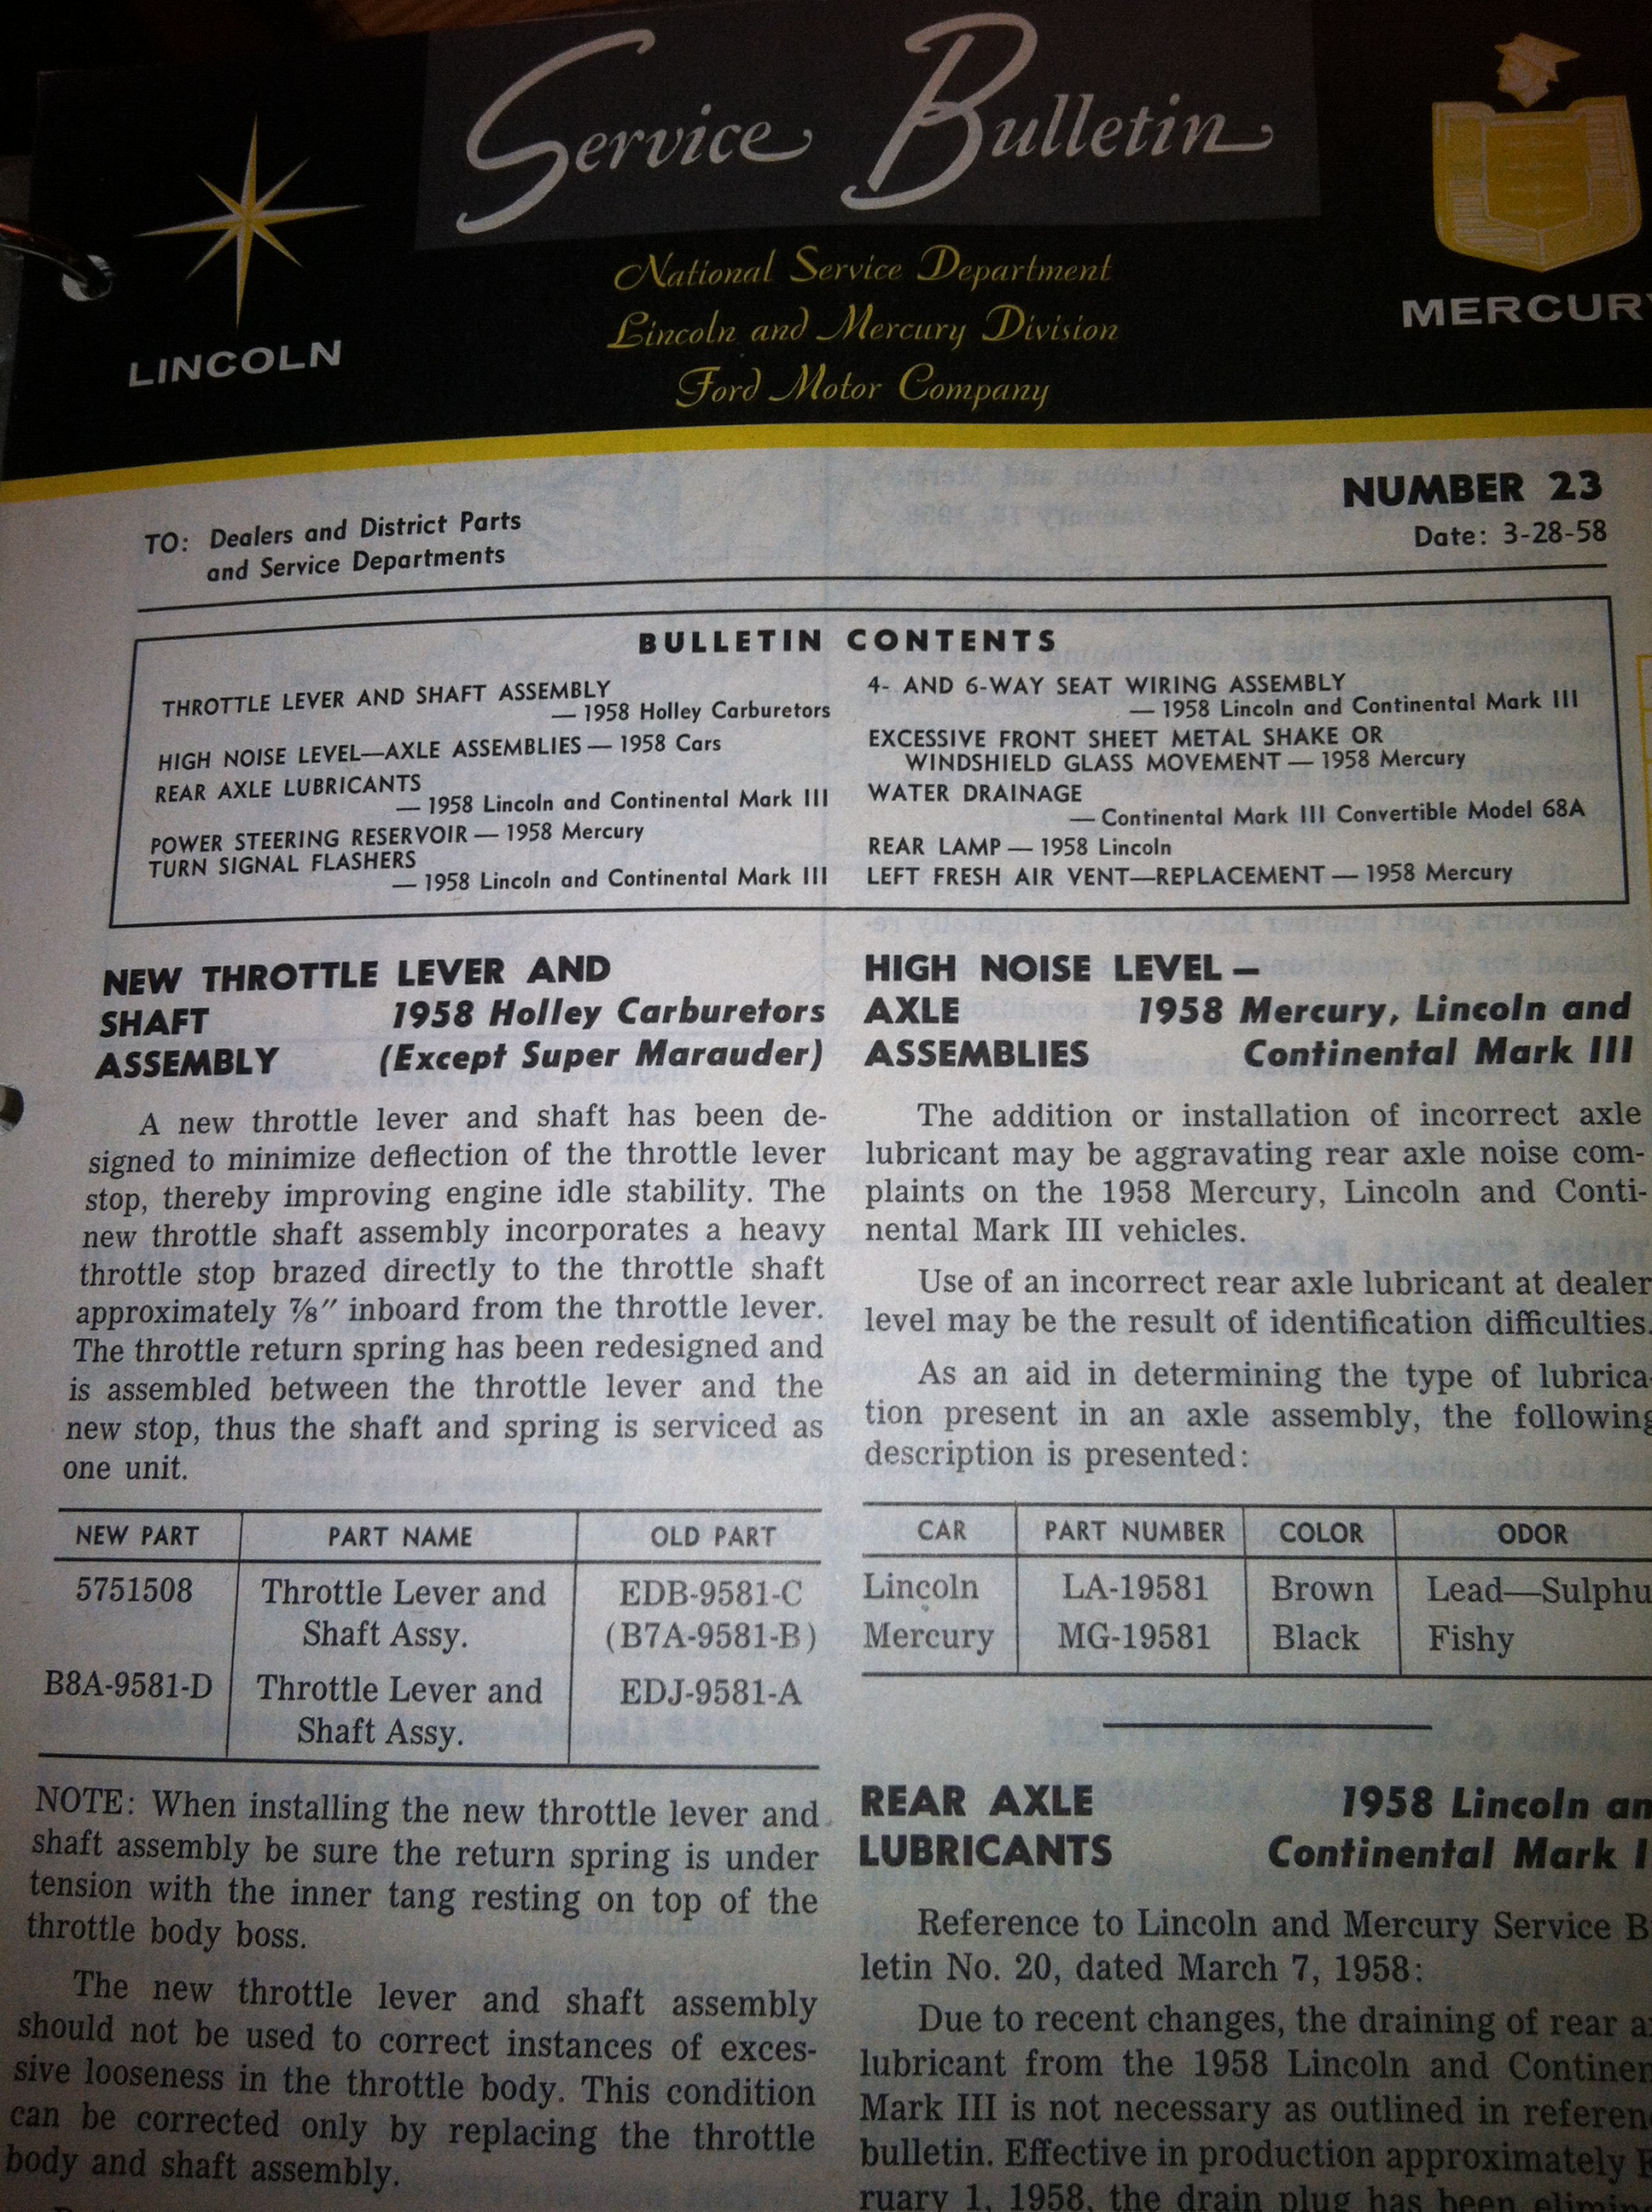 Service Bulletin
National Service Department
Lincoln and Mercury Division
Ford Motor Company
LINCOLN
MERCURY
NUMBER 23
Date: 3-28-58
TO: Dealers and District Parts
and Service Departments
BULLETIN CONTENTS
THROTTLE LEVER AND SHAFT ASSEMBLY
— 1958 Holley Carburetors
HIGH NOISE LEVEL—AXLE ASSEMBLIES — 1958 Cars
REAR AXLE LUBRICANTS
— 1958 Lincoln and Continental Mark III
POWER STEERING RESERVOIR — 1958 Mercury
TURN SIGNAL FLASHERS
— 1958 Lincoln and Continental Mark III
4- AND 6-WAY SEAT WIRING ASSEMBLY
— 1958 Lincoln and Continental Mark III
EXCESSIVE FRONT SHEET METAL SHAKE OR
WINDSHIELD GLASS MOVEMENT — 1958 Mercury
WATER DRAINAGE
— Continental Mark III Convertible Model 68A
REAR LAMP — 1958 Lincoln
LEFT FRESH AIR VENT—REPLACEMENT — 1958 Mercury
NEW THROTTLE LEVER AND
SHAFT 1958 Holley Carburetors
ASSEMBLY (Except Super Marauder)
A new throttle lever and shaft has been de-
signed to minimize deflection of the throttle lever
stop, thereby improving engine idle stability. The
new throttle shaft assembly incorporates a heavy
throttle stop brazed directly to the throttle shaft
approximately ⅞″ inboard from the throttle lever.
The throttle return spring has been redesigned and
is assembled between the throttle lever and the
new stop, thus the shaft and spring is serviced as
one unit.
NEW PART PART NAME OLD PART
5751508 Throttle Lever and EDB-9581-C
Shaft Assy. (B7A-9581-B)
B8A-9581-D Throttle Lever and EDJ-9581-A
Shaft Assy.
NOTE: When installing the new throttle lever and
shaft assembly be sure the return spring is under
tension with the inner tang resting on top of the
throttle body boss.
The new throttle lever and shaft assembly
should not be used to correct instances of exces-
sive looseness in the throttle body. This condition
can be corrected only by replacing the throttle
body and shaft assembly.
HIGH NOISE LEVEL —
AXLE 1958 Mercury, Lincoln and
ASSEMBLIES Continental Mark III
The addition or installation of incorrect axle
lubricant may be aggravating rear axle noise com-
plaints on the 1958 Mercury, Lincoln and Conti-
nental Mark III vehicles.
Use of an incorrect rear axle lubricant at dealer
level may be the result of identification difficulties.
As an aid in determining the type of lubrica-
tion present in an axle assembly, the following
description is presented:
CAR PART NUMBER COLOR ODOR
Lincoln LA-19581 Brown Lead—Sulphu
Mercury MG-19581 Black Fishy
REAR AXLE 1958 Lincoln an
LUBRICANTS Continental Mark I
Reference to Lincoln and Mercury Service B
letin No. 20, dated March 7, 1958:
Due to recent changes, the draining of rear a
lubricant from the 1958 Lincoln and Continen
Mark III is not necessary as outlined in referen
bulletin. Effective in production approximately F
ruary 1, 1958, the drain plug has been elimin